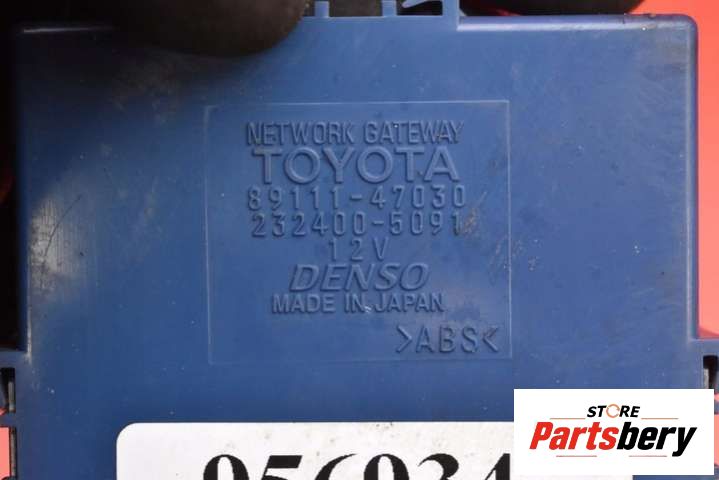 NETWORK GATEWAY
TOYOTA
89111-47030
232400-5091
12V
DENSO
MADE IN JAPAN
>ABS<
STORE
Partsbery